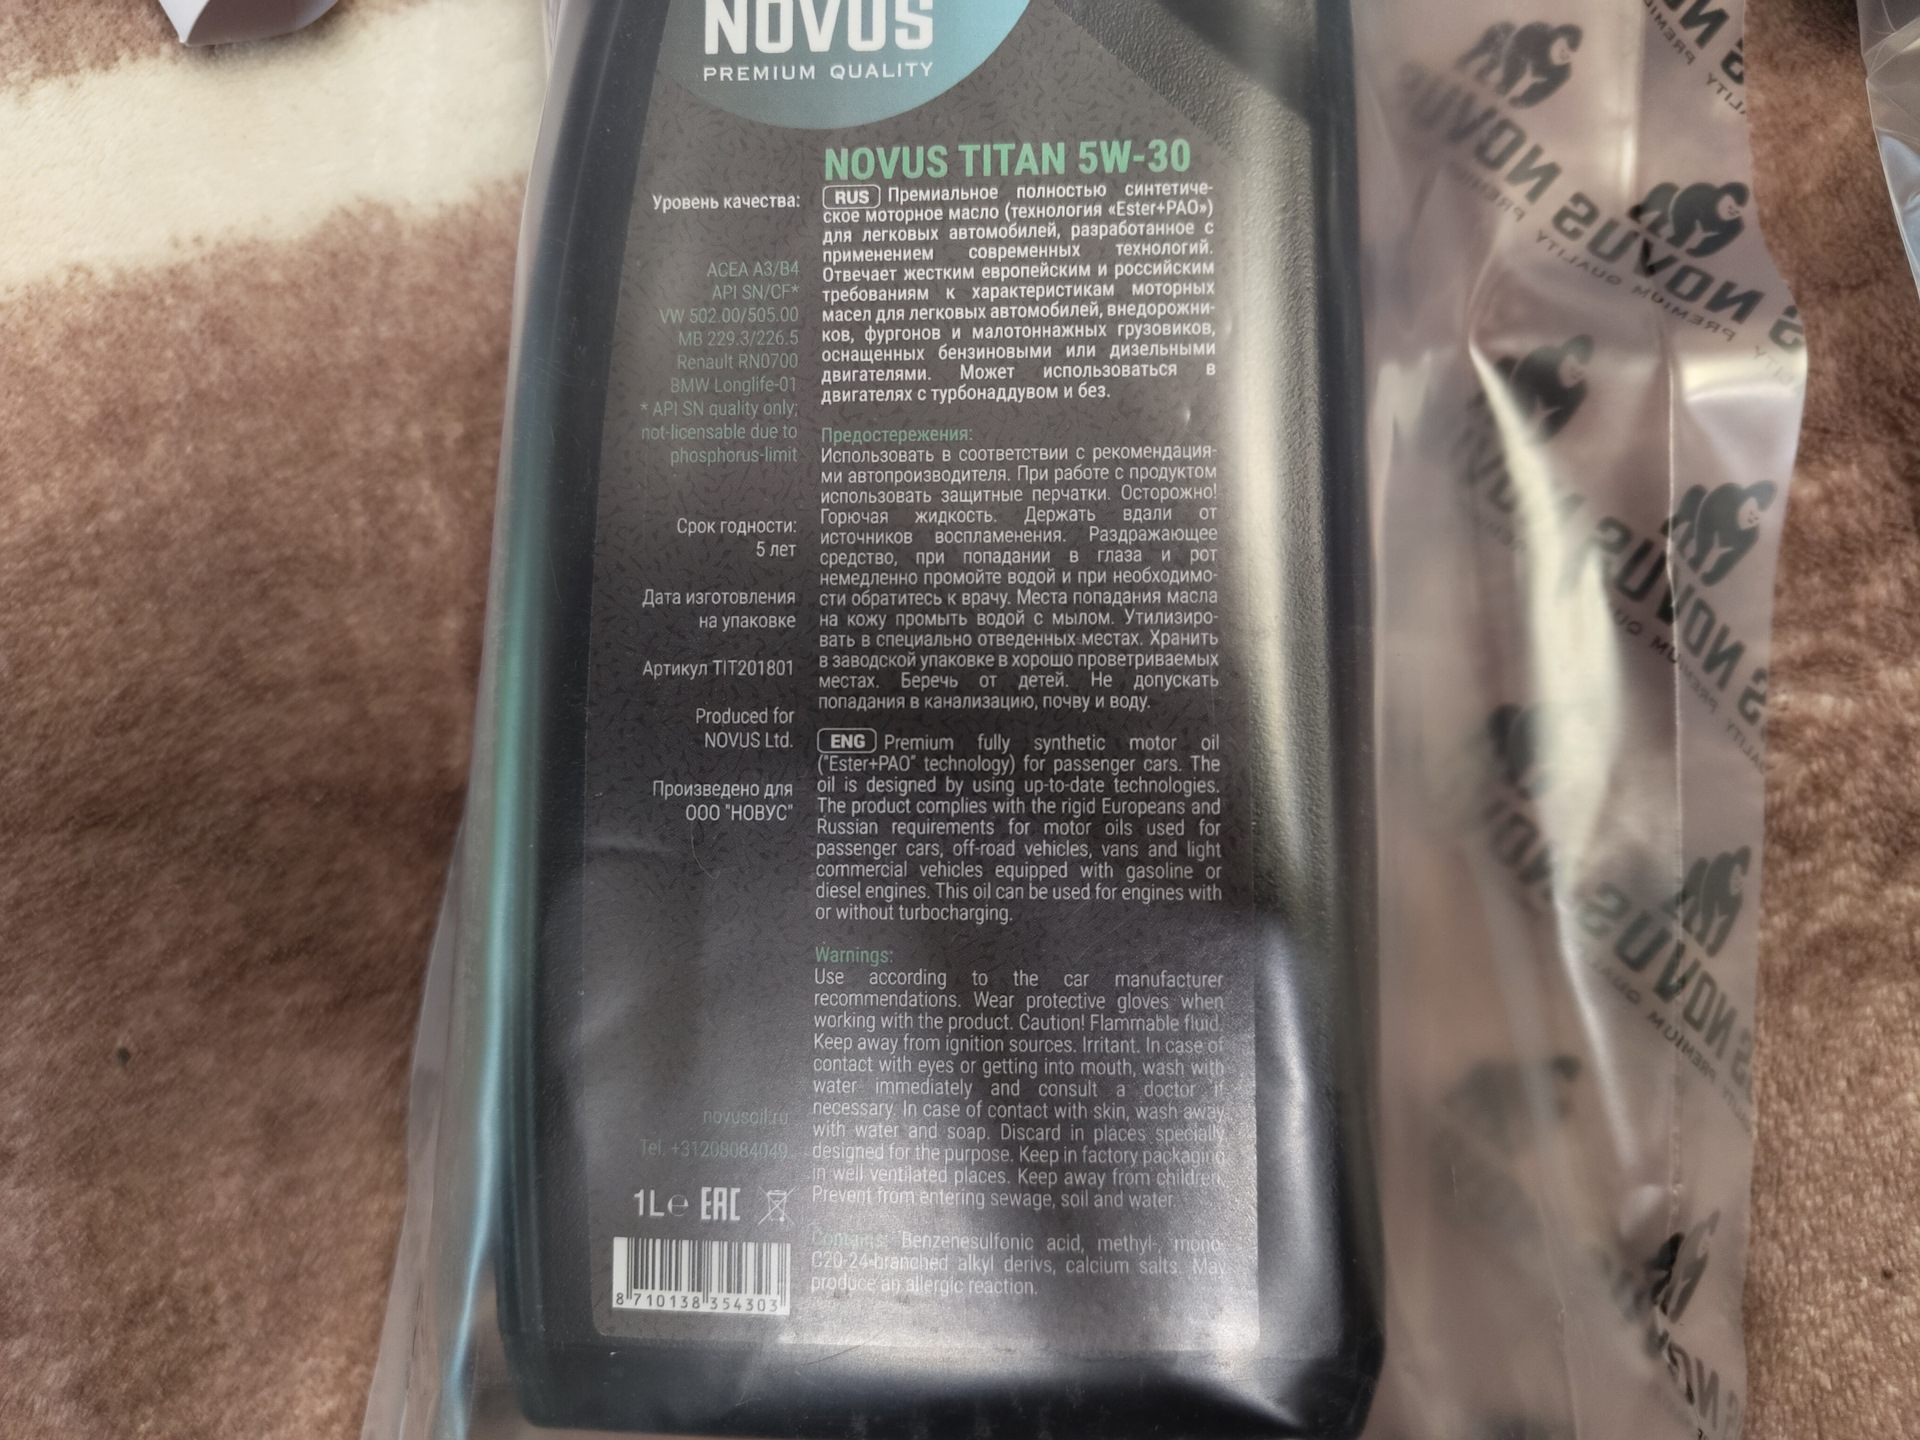 NOVUS
PREMIUM QUALITY
NOVUS TITAN 5W-30
Уровень качества:
ACEA A3/B4
API SN/CF*
VW 502.00/505.00
MB 229.3/226.5
Renault RN0700
BMW Longlife-01
* API SN quality only;
not-licensable due to
phosphorus-limit
Срок годности:
5 лет
Дата изготовления
на упаковке
Артикул TIT201801
Produced for
NOVUS Ltd.
Произведено для
ООО "НОВУС"
novusoil.ru
Tel. +31208084049
1L℮ EAC
8 710138 354303
RUS Премиальное полностью синтетиче-
ское моторное масло (технология «Ester+PAO»)
для легковых автомобилей, разработанное с
применением современных технологий.
Отвечает жестким европейским и российским
требованиям к характеристикам моторных
масел для легковых автомобилей, внедорожни-
ков, фургонов и малотоннажных грузовиков,
оснащенных бензиновыми или дизельными
двигателями. Может использоваться в
двигателях с турбонаддувом и без.
Предостережения:
Использовать в соответствии с рекомендация-
ми автопроизводителя. При работе с продуктом
использовать защитные перчатки. Осторожно!
Горючая жидкость. Держать вдали от
источников воспламенения. Раздражающее
средство, при попадании в глаза и рот
немедленно промойте водой и при необходимо-
сти обратитесь к врачу. Места попадания масла
на кожу промыть водой с мылом. Утилизиро-
вать в специально отведенных местах. Хранить
в заводской упаковке в хорошо проветриваемых
местах. Беречь от детей. Не допускать
попадания в канализацию, почву и воду.
ENG Premium fully synthetic motor oil
("Ester+PAO" technology) for passenger cars. The
oil is designed by using up-to-date technologies.
The product complies with the rigid Europeans and
Russian requirements for motor oils used for
passenger cars, off-road vehicles, vans and light
commercial vehicles equipped with gasoline or
diesel engines. This oil can be used for engines with
or without turbocharging.
Warnings:
Use according to the car manufacturer
recommendations. Wear protective gloves when
working with the product. Caution! Flammable fluid.
Keep away from ignition sources. Irritant. In case of
contact with eyes or getting into mouth, wash with
water immediately and consult a doctor if
necessary. In case of contact with skin, wash away
with water and soap. Discard in places specially
designed for the purpose. Keep in factory packaging
in well ventilated places. Keep away from children.
Prevent from entering sewage, soil and water.
Contains: Benzenesulfonic acid, methyl-, mono-
C20-24-branched alkyl derivs, calcium salts. May
produce an allergic reaction.
NOVUS
PREMIUM QUALITY
NOVUS
PREMIUM QUALITY
NOVUS
PREMIUM QUALITY
NOVUS
PREMIUM QUALITY